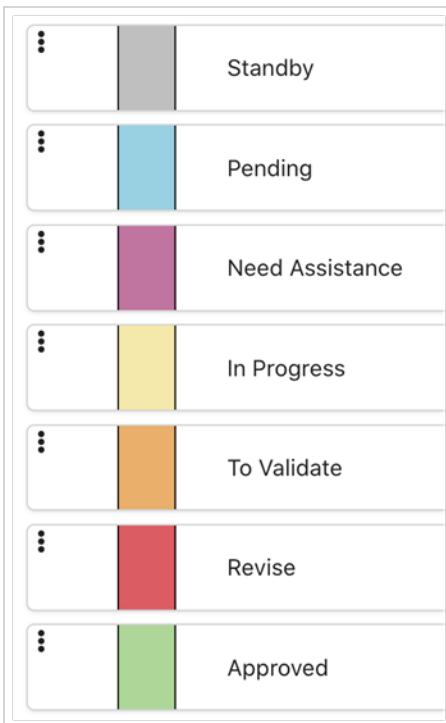 Standby
Pending
Need Assistance
In Progress
To Validate
Revise
Approved